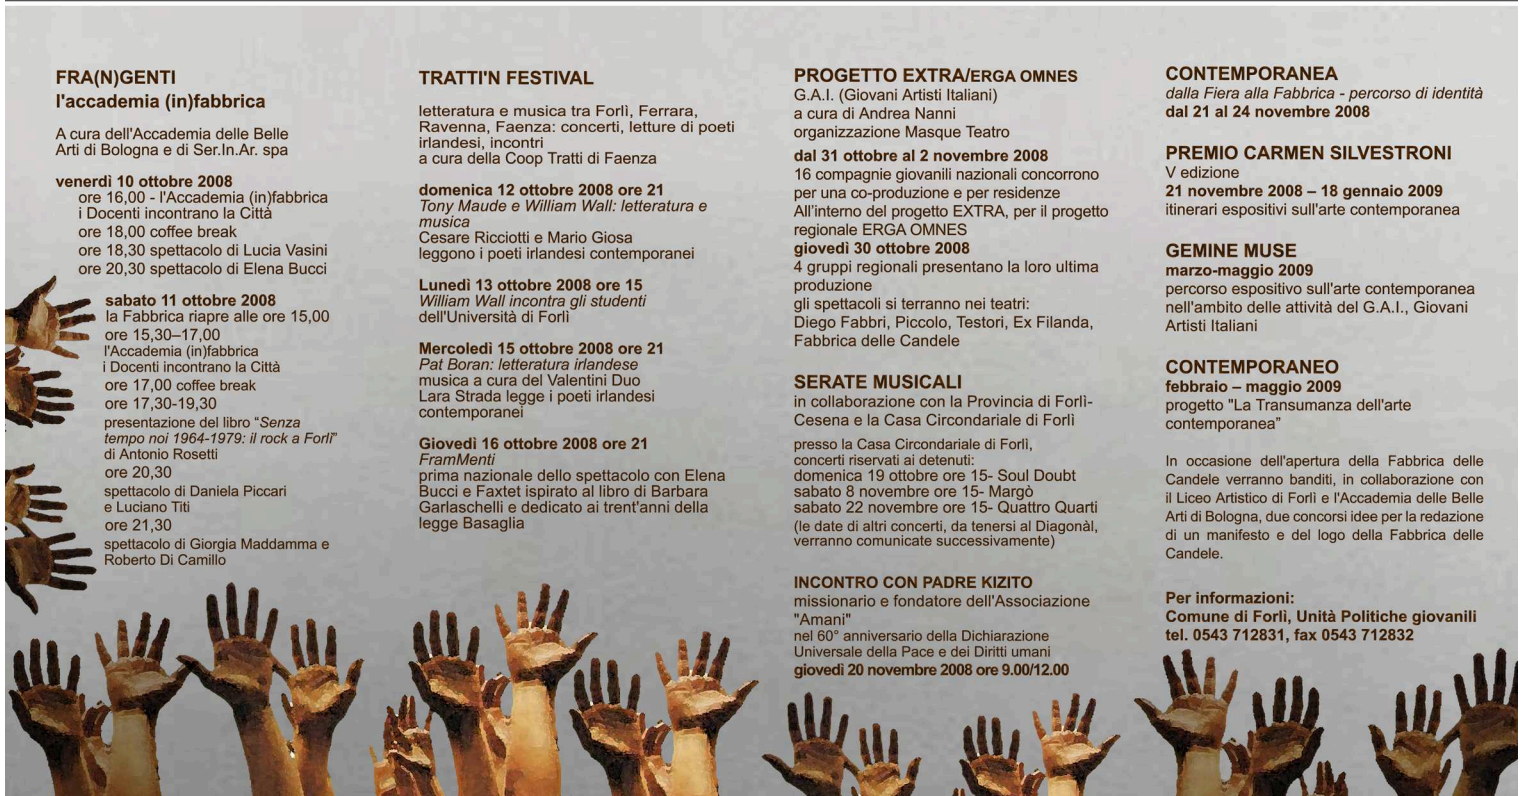 FRA(N)GENTI
l'accademia (in)fabbrica
A cura dell'Accademia delle Belle
Arti di Bologna e di Ser.In.Ar. spa
venerdì 10 ottobre 2008
ore 16,00 - l'Accademia (in)fabbrica
i Docenti incontrano la Città
ore 18,00 coffee break
ore 18,30 spettacolo di Lucia Vasini
ore 20,30 spettacolo di Elena Bucci
sabato 11 ottobre 2008
la Fabbrica riapre alle ore 15,00
ore 15,30–17,00
l'Accademia (in)fabbrica
i Docenti incontrano la Città
ore 17,00 coffee break
ore 17,30-19,30
presentazione del libro “Senza
tempo noi 1964-1979: il rock a Forlì”
di Antonio Rosetti
ore 20,30
spettacolo di Daniela Piccari
e Luciano Titi
ore 21,30
spettacolo di Giorgia Maddamma e
Roberto Di Camillo
TRATTI'N FESTIVAL
letteratura e musica tra Forlì, Ferrara,
Ravenna, Faenza: concerti, letture di poeti
irlandesi, incontri
a cura della Coop Tratti di Faenza
domenica 12 ottobre 2008 ore 21
Tony Maude e William Wall: letteratura e
musica
Cesare Ricciotti e Mario Giosa
leggono i poeti irlandesi contemporanei
Lunedì 13 ottobre 2008 ore 15
William Wall incontra gli studenti
dell'Università di Forlì
Mercoledì 15 ottobre 2008 ore 21
Pat Boran: letteratura irlandese
musica a cura del Valentini Duo
Lara Strada legge i poeti irlandesi
contemporanei
Giovedì 16 ottobre 2008 ore 21
FramMenti
prima nazionale dello spettacolo con Elena
Bucci e Faxtet ispirato al libro di Barbara
Garlaschelli e dedicato ai trent'anni della
legge Basaglia
PROGETTO EXTRA/ERGA OMNES
G.A.I. (Giovani Artisti Italiani)
a cura di Andrea Nanni
organizzazione Masque Teatro
dal 31 ottobre al 2 novembre 2008
16 compagnie giovanili nazionali concorrono
per una co-produzione e per residenze
All'interno del progetto EXTRA, per il progetto
regionale ERGA OMNES
giovedì 30 ottobre 2008
4 gruppi regionali presentano la loro ultima
produzione
gli spettacoli si terranno nei teatri:
Diego Fabbri, Piccolo, Testori, Ex Filanda,
Fabbrica delle Candele
SERATE MUSICALI
in collaborazione con la Provincia di Forlì-
Cesena e la Casa Circondariale di Forlì
presso la Casa Circondariale di Forlì,
concerti riservati ai detenuti:
domenica 19 ottobre ore 15- Soul Doubt
sabato 8 novembre ore 15- Margò
sabato 22 novembre ore 15- Quattro Quarti
(le date di altri concerti, da tenersi al Diagonàl,
verranno comunicate successivamente)
INCONTRO CON PADRE KIZITO
missionario e fondatore dell'Associazione
"Amani"
nel 60° anniversario della Dichiarazione
Universale della Pace e dei Diritti umani
giovedì 20 novembre 2008 ore 9.00/12.00
CONTEMPORANEA
dalla Fiera alla Fabbrica - percorso di identità
dal 21 al 24 novembre 2008
PREMIO CARMEN SILVESTRONI
V edizione
21 novembre 2008 – 18 gennaio 2009
itinerari espositivi sull'arte contemporanea
GEMINE MUSE
marzo-maggio 2009
percorso espositivo sull'arte contemporanea
nell'ambito delle attività del G.A.I., Giovani
Artisti Italiani
CONTEMPORANEO
febbraio – maggio 2009
progetto "La Transumanza dell'arte
contemporanea”
In occasione dell'apertura della Fabbrica delle
Candele verranno banditi, in collaborazione con
il Liceo Artistico di Forlì e l'Accademia delle Belle
Arti di Bologna, due concorsi idee per la redazione
di un manifesto e del logo della Fabbrica delle
Candele.
Per informazioni:
Comune di Forlì, Unità Politiche giovanili
tel. 0543 712831, fax 0543 712832